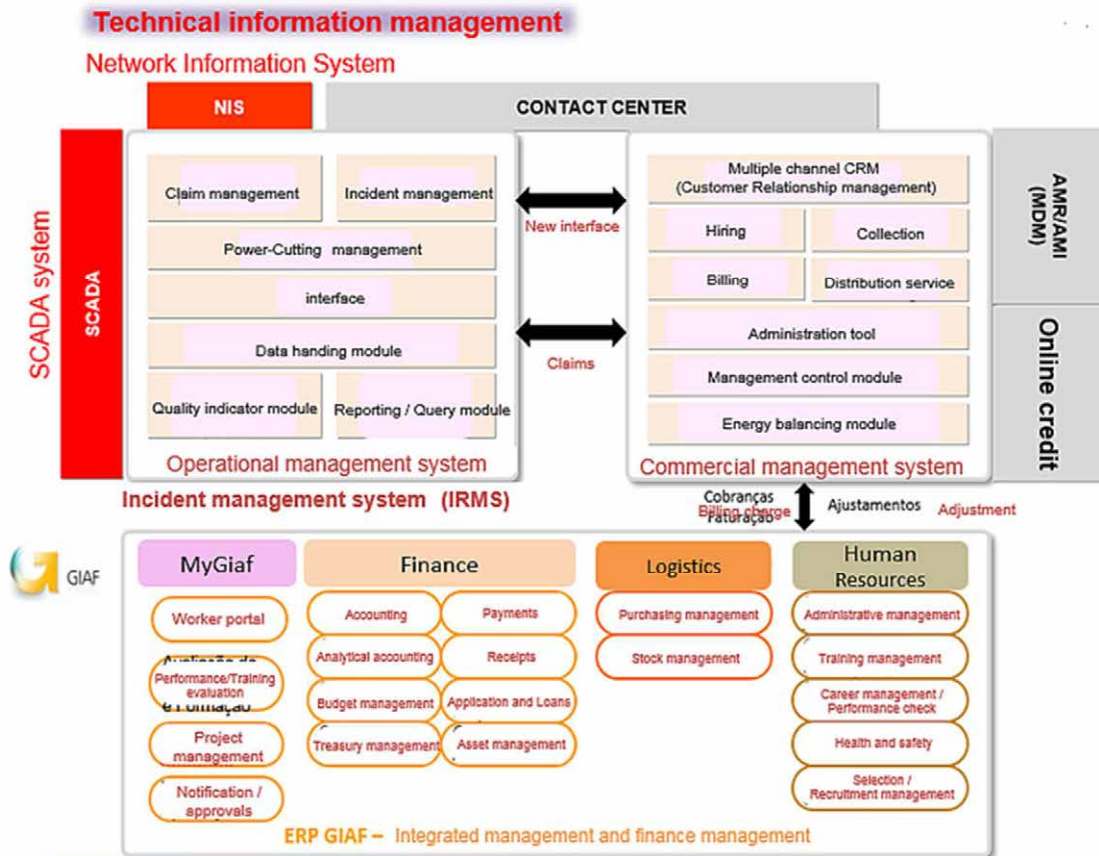 Technical information management
Network Information System
NIS
CONTACT CENTER
SCADA system
SCADA
Claim management
Incident management
Power-Cutting management
interface
Data handing module
Quality indicator module
Reporting / Query module
Operational management system
New interface
Claims
Multiple channel CRM
(Customer Relationship management)
Hiring
Collection
Billing
Distribution service
Administration tool
Management control module
Energy balancing module
Commercial management system
AMR/AMI
(MDM)
Online credit
Incident management system (IRMS)
Cobranças
Billing charge
Faturação
Ajustamentos
Adjustment
GIAF
MyGiaf
Worker portal
Performance/Training
evaluation
e Formação
Project
management
Notification /
approvals
Finance
Accounting
Payments
Analytical accounting
Receipts
Budget management
Application and Loans
Treasury management
Asset management
Logistics
Purchasing management
Stock management
Human
Resources
Administrative management
Training management
Career management /
Performance check
Health and safety
Selection /
Recruitment management
ERP GIAF – Integrated management and finance management